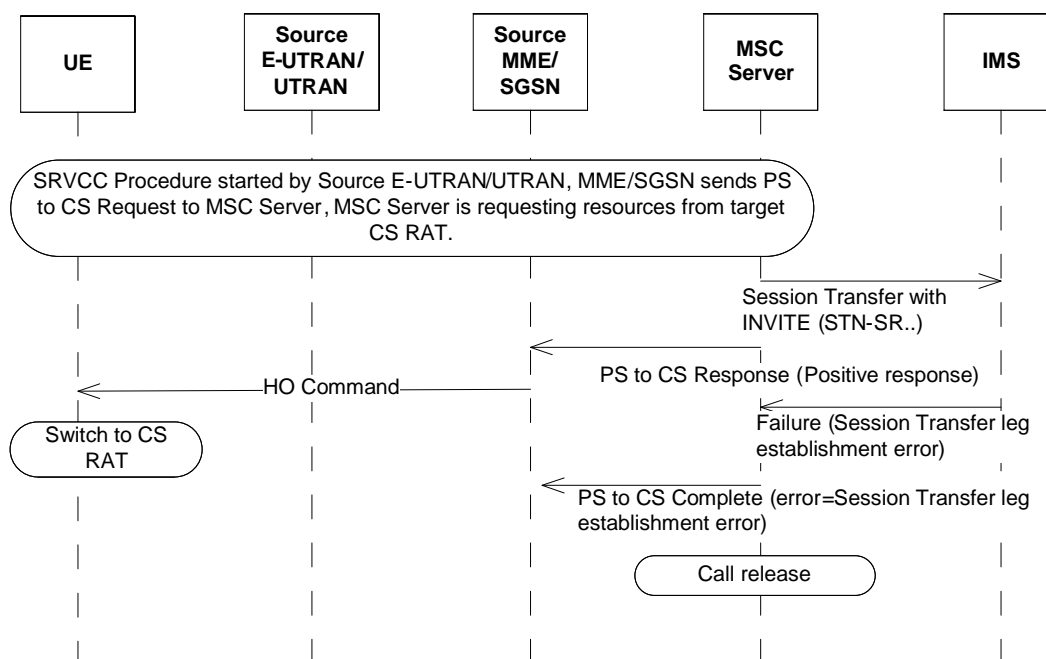 UE
Source
E-UTRAN/
UTRAN
Source
MME/
SGSN
MSC
Server
IMS
SRVCC Procedure started by Source E-UTRAN/UTRAN, MME/SGSN sends PS
to CS Request to MSC Server, MSC Server is requesting resources from target
CS RAT.
Session Transfer with
INVITE (STN-SR..)
PS to CS Response (Positive response)
HO Command
Failure (Session Transfer leg
establishment error)
Switch to CS
RAT
PS to CS Complete (error=Session Transfer leg
establishment error)
Call release